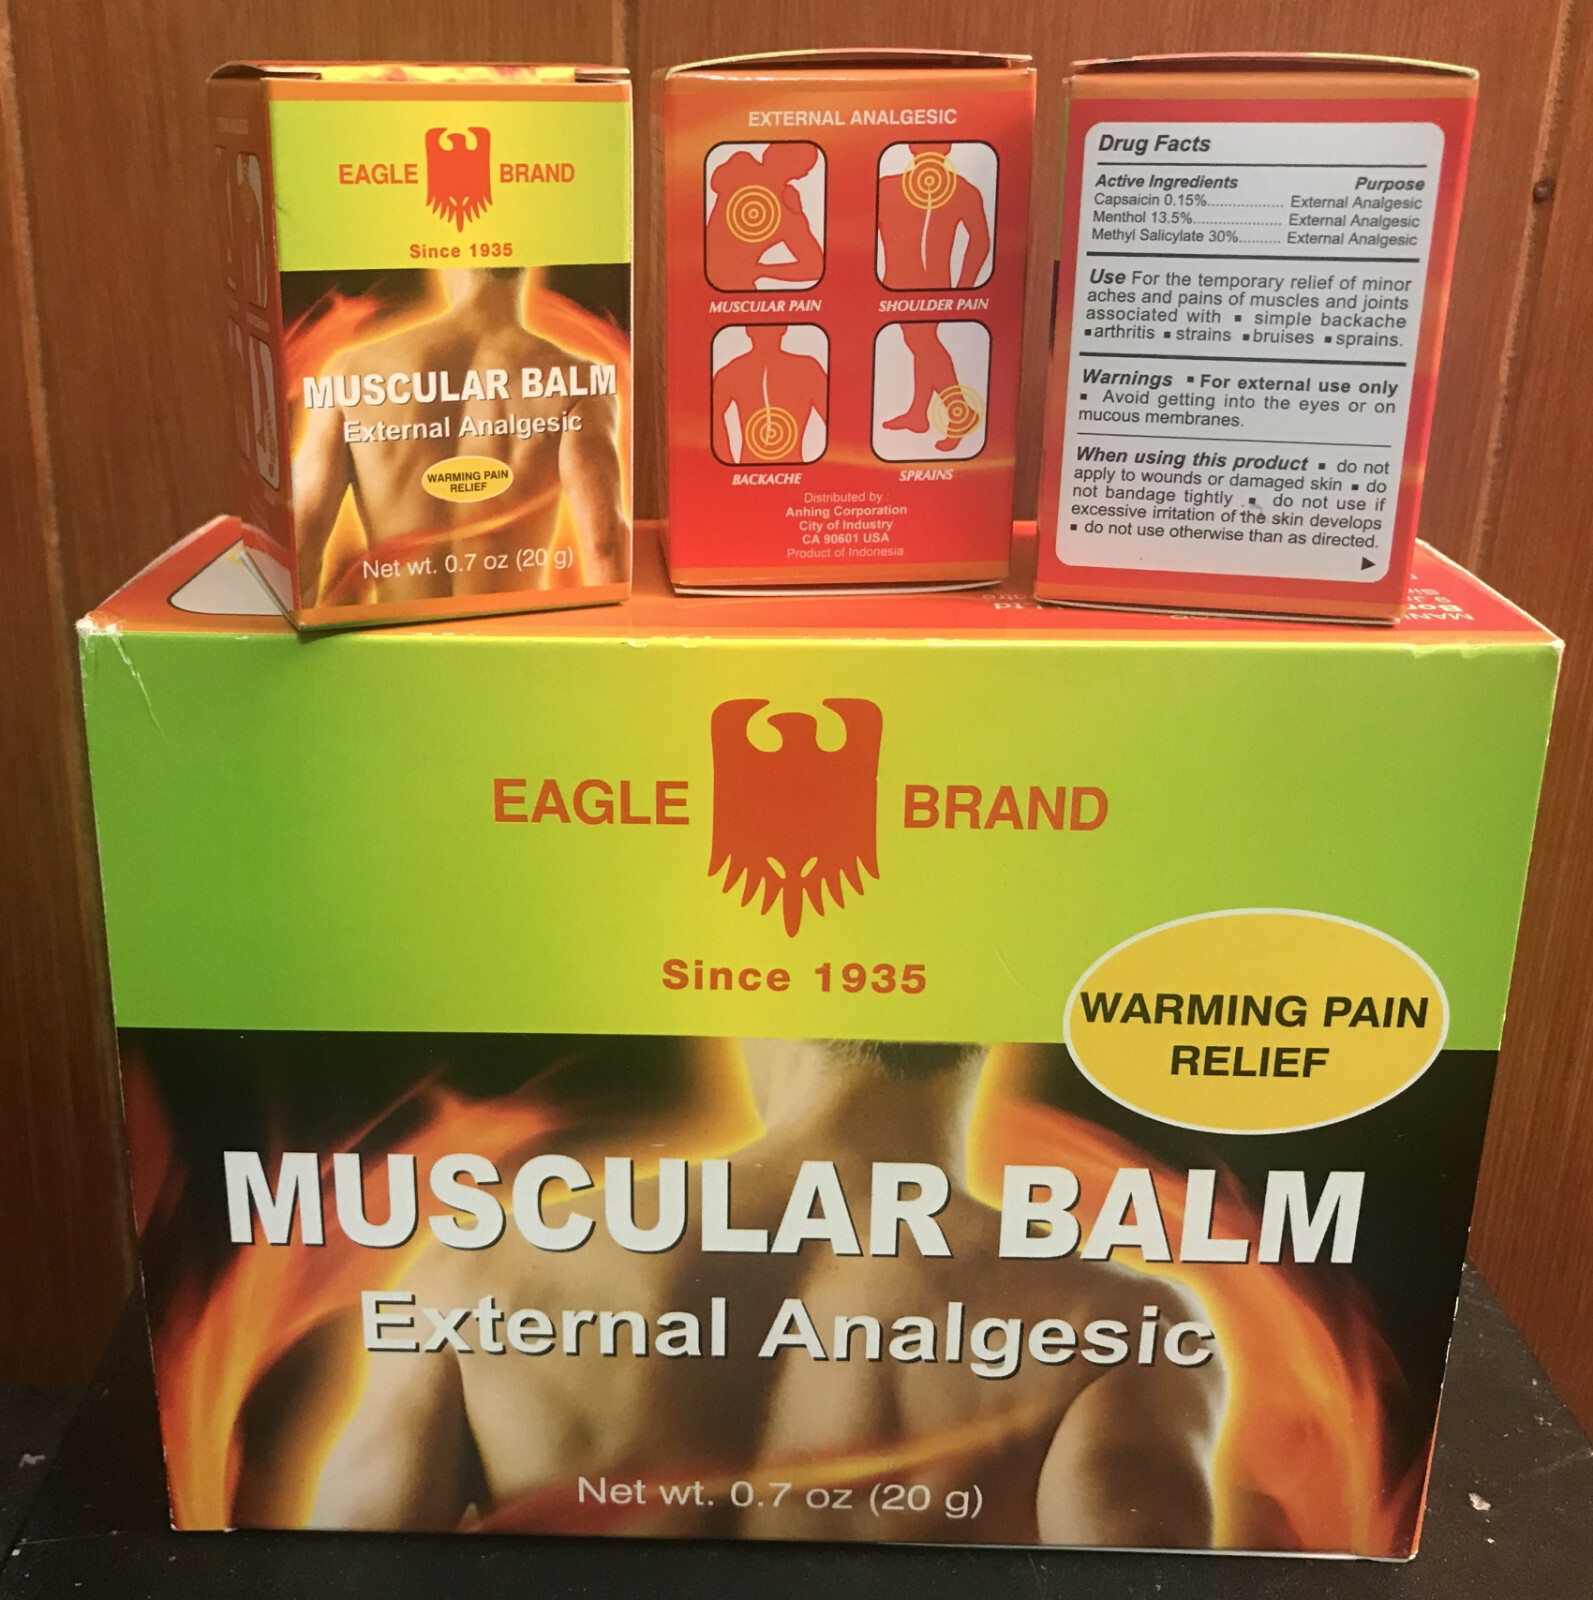 EAGLE BRAND
Since 1935
MUSCULAR BALM
External Analgesic
WARMING PAIN
RELIEF
Net wt. 0.7 oz (20 g)
EXTERNAL ANALGESIC
MUSCULAR PAIN
SHOULDER PAIN
BACKACHE
SPRAINS
Distributed by
Anhing Corporation
City of Industry
CA 90601 USA
Product of Indonesia
Drug Facts
Active Ingredients Purpose
Capsaicin 0.15%................. External Analgesic
Menthol 13.5%..................... External Analgesic
Methyl Salicylate 30%.......... External Analgesic
Use For the temporary relief of minor
aches and pains of muscles and joints
associated with ▪ simple backache
▪ arthritis ▪ strains ▪ bruises ▪ sprains.
Warnings ▪ For external use only
▪ Avoid getting into the eyes or on
mucous membranes.
When using this product ▪ do not
apply to wounds or damaged skin ▪ do
not bandage tightly ▪ do not use if
excessive irritation of the skin develops
▪ do not use otherwise than as directed.
EAGLE BRAND
Since 1935
WARMING PAIN
RELIEF
MUSCULAR BALM
External Analgesic
Net wt. 0.7 oz (20 g)